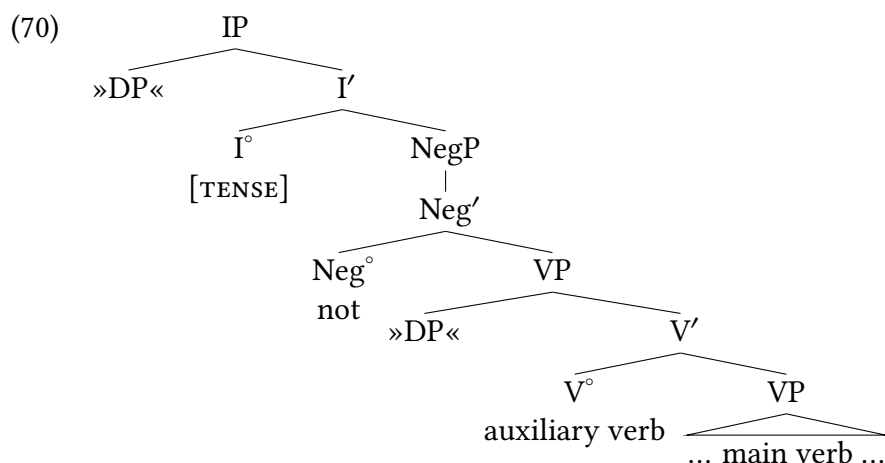 (70) IP
»DP« I′
I° NegP
[TENSE]
Neg′
Neg° VP
not
»DP« V′
V° VP
auxiliary verb
... main verb ...